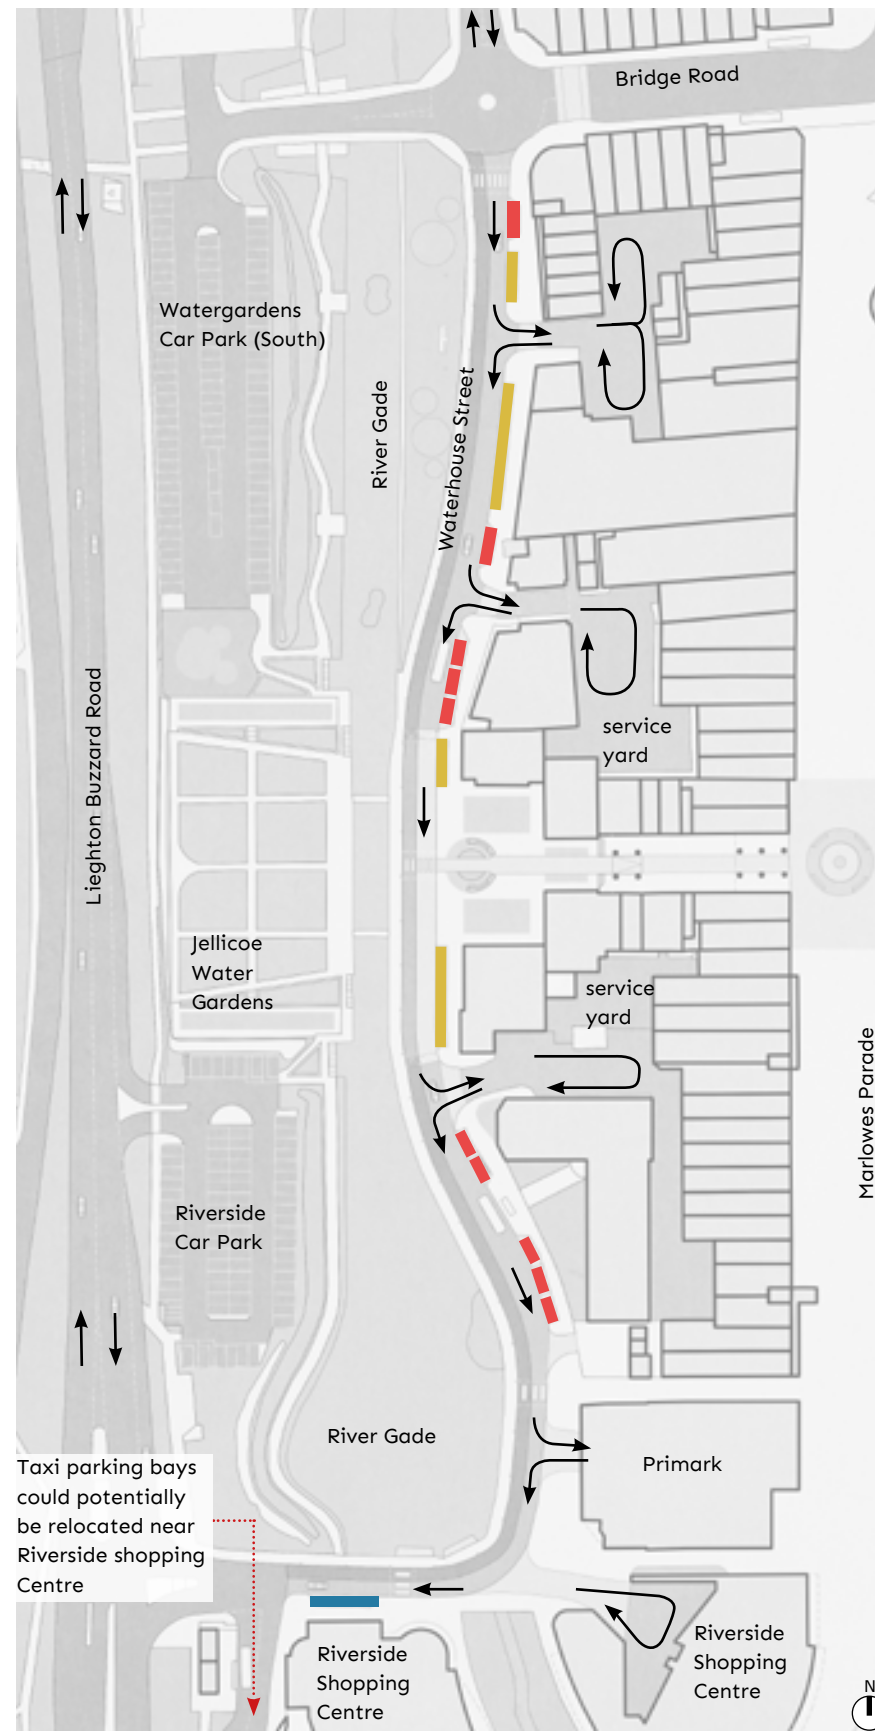 Bridge Road
Watergardens
Car Park (South)
River Gade
Waterhouse Street
Lieghton Buzzard Road
service
yard
Jellicoe
Water
Gardens
service
yard
Marlowes Parade
Riverside
Car Park
River Gade
Primark
Taxi parking bays
could potentially
be relocated near
Riverside shopping
Centre
Riverside
Shopping
Centre
Riverside
Shopping
Centre
N